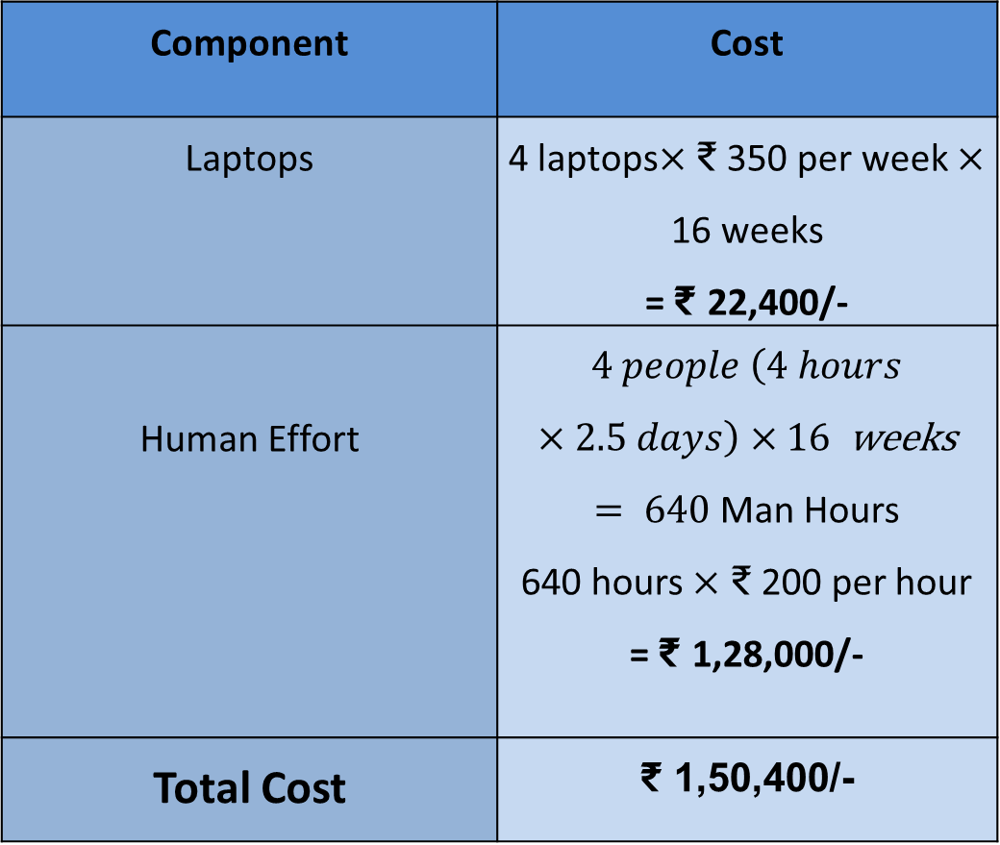 Component
Cost
Laptops
4 laptops× ₹ 350 per week ×
16 weeks
= ₹ 22,400/-
Human Effort
4 people (4 hours
× 2.5 days) × 16 weeks
= 640 Man Hours
640 hours × ₹ 200 per hour
= ₹ 1,28,000/-
Total Cost
₹ 1,50,400/-